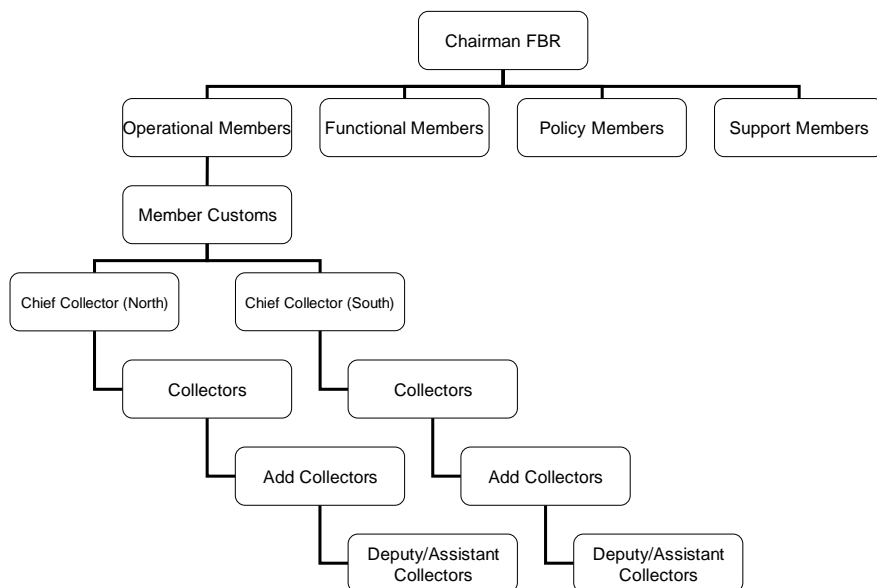 Chairman FBR
Operational Members
Functional Members
Policy Members
Support Members
Member Customs
Chief Collector (North)
Chief Collector (South)
Collectors
Collectors
Add Collectors
Add Collectors
Deputy/Assistant
Collectors
Deputy/Assistant
Collectors